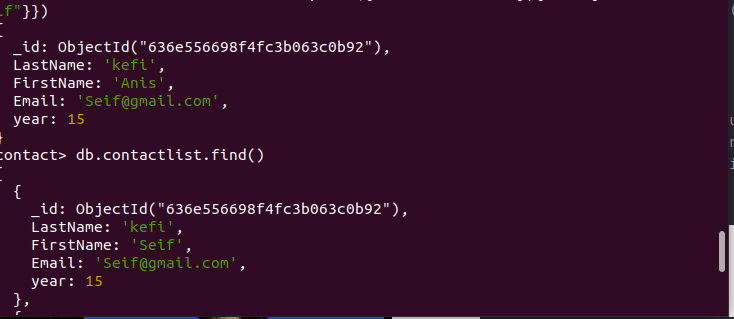 lf"}})
{
_id: ObjectId("636e556698f4fc3b063c0b92"),
LastName: 'kefi',
FirstName: 'Anis',
Email: 'Seif@gmail.com',
year: 15
}
contact> db.contactlist.find()
[
{
_id: ObjectId("636e556698f4fc3b063c0b92"),
LastName: 'kefi',
FirstName: 'Seif',
Email: 'Seif@gmail.com',
year: 15
},
{